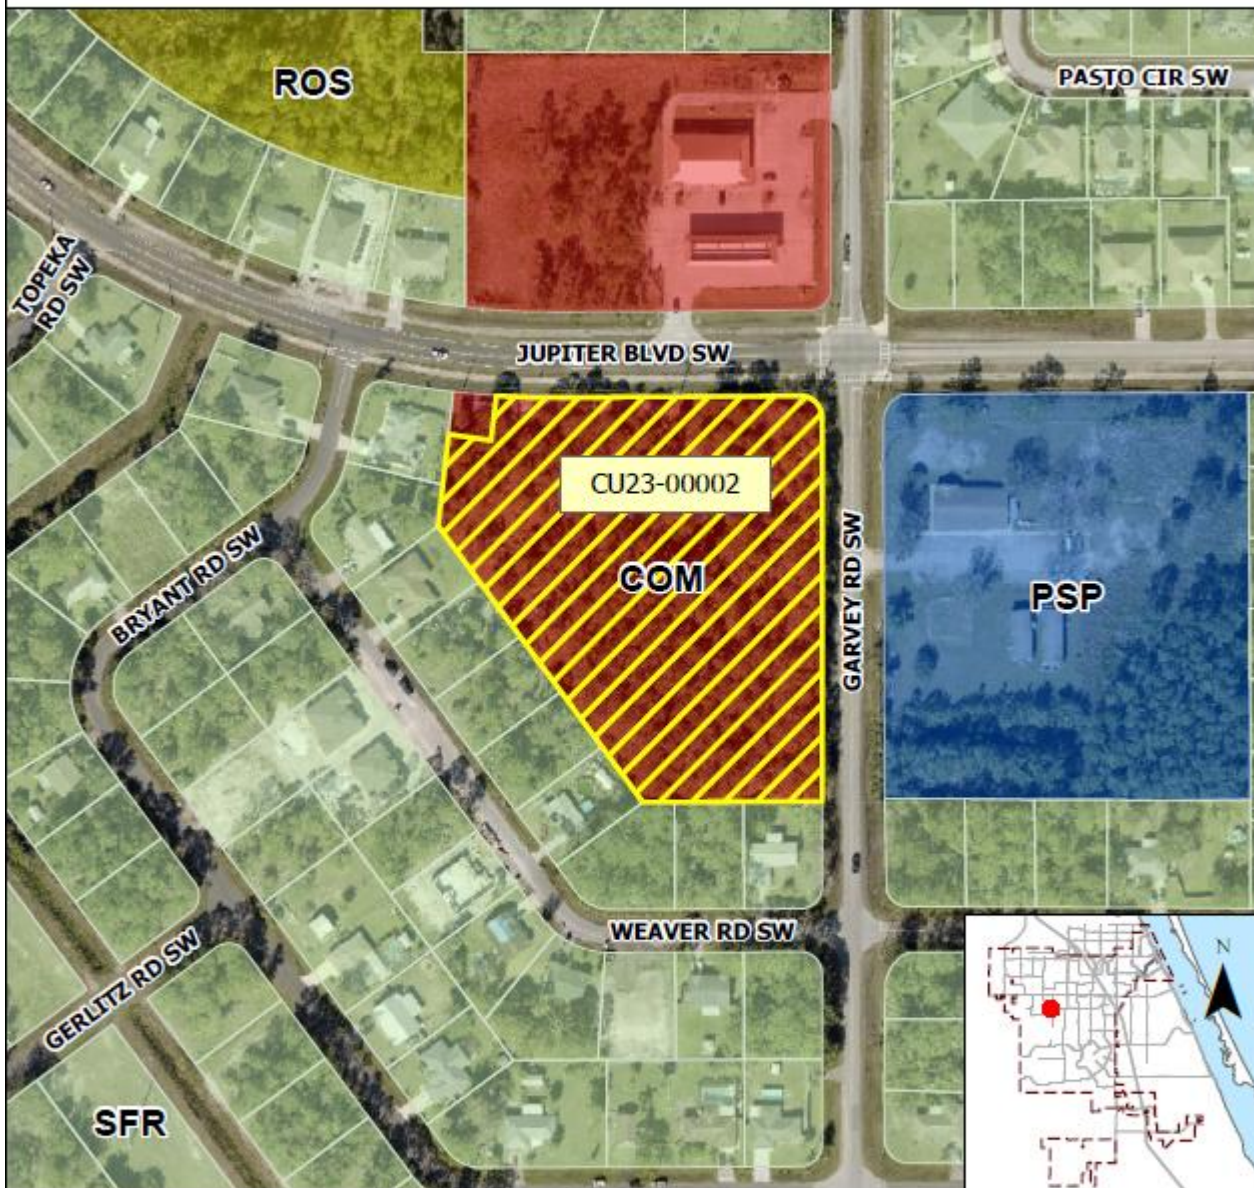 ROS
PASTO CIR SW
TOPEKA
RD SW
JUPITER BLVD SW
CU23-00002
BRYANT RD SW
COM
GARVEY RD SW
PSP
WEAVER RD SW
GERLITZ RD SW
N
SFR